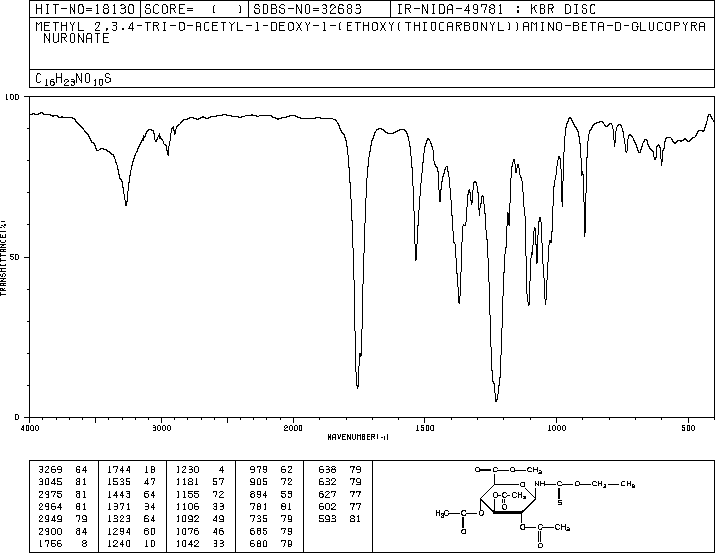 HIT-NO=18130 SCORE= ( ) SDBS-NO=32683 IR-NIDA-49781 : KBR DISC
METHYL 2,3,4-TRI-O-ACETYL-1-DEOXY-1-(ETHOXY(THIOCARBONYL))AMINO-BETA-D-GLUCOPYRA
NURONATE
C16H23NO10S
100
50
0
TRANSMITTANCE(%)
4000 3000 2000 1500 1000
WAVENUMBER(-1)
3269 64 1744 18 1230 4 979 62 638 79
3045 81 1535 47 1181 57 905 72 632 79
2975 81 1443 64 1155 72 894 53 627 77
2964 81 1371 34 1106 33 781 81 602 77
2949 79 1323 64 1092 49 735 79 593 81
2900 84 1294 60 1076 46 685 79
1756 8 1240 10 1042 33 680 79
O O CH3
O NH C O CH2 CH3
O CCH3 S
O
CH3 C O O CCH3
O O